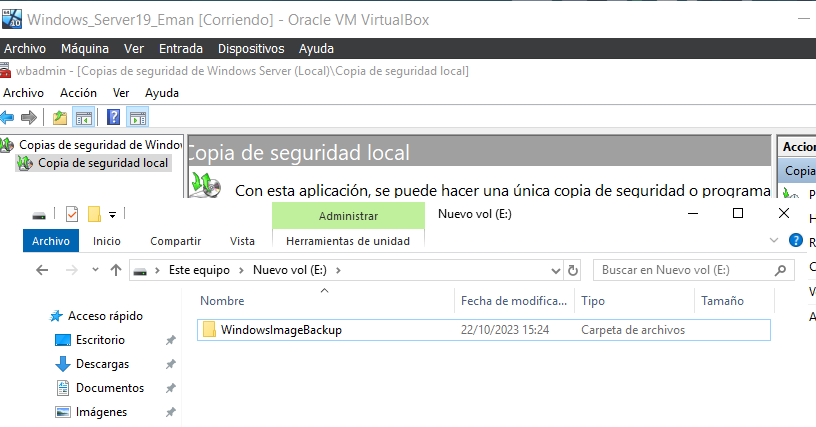 Windows_Server19_Eman [Corriendo] - Oracle VM VirtualBox
Archivo Máquina Ver Entrada Dispositivos Ayuda
wbadmin - [Copias de seguridad de Windows Server (Local)\Copia de seguridad local]
Archivo Acción Ver Ayuda
Copias de seguridad de Windo
Copia de seguridad local
Copia de seguridad local
Con esta aplicación, se puede hacer una única copia de seguridad o programa
Accion
Copia
P
H
R
C
V
A
Administrar
Nuevo vol (E:)
Archivo Inicio Compartir Vista Herramientas de unidad
Este equipo > Nuevo vol (E:) >
Buscar en Nuevo vol (E:)
Nombre Fecha de modifica... Tipo Tamaño
Acceso rápido
Escritorio
Descargas
Documentos
Imágenes
WindowsImageBackup 22/10/2023 15:24 Carpeta de archivos